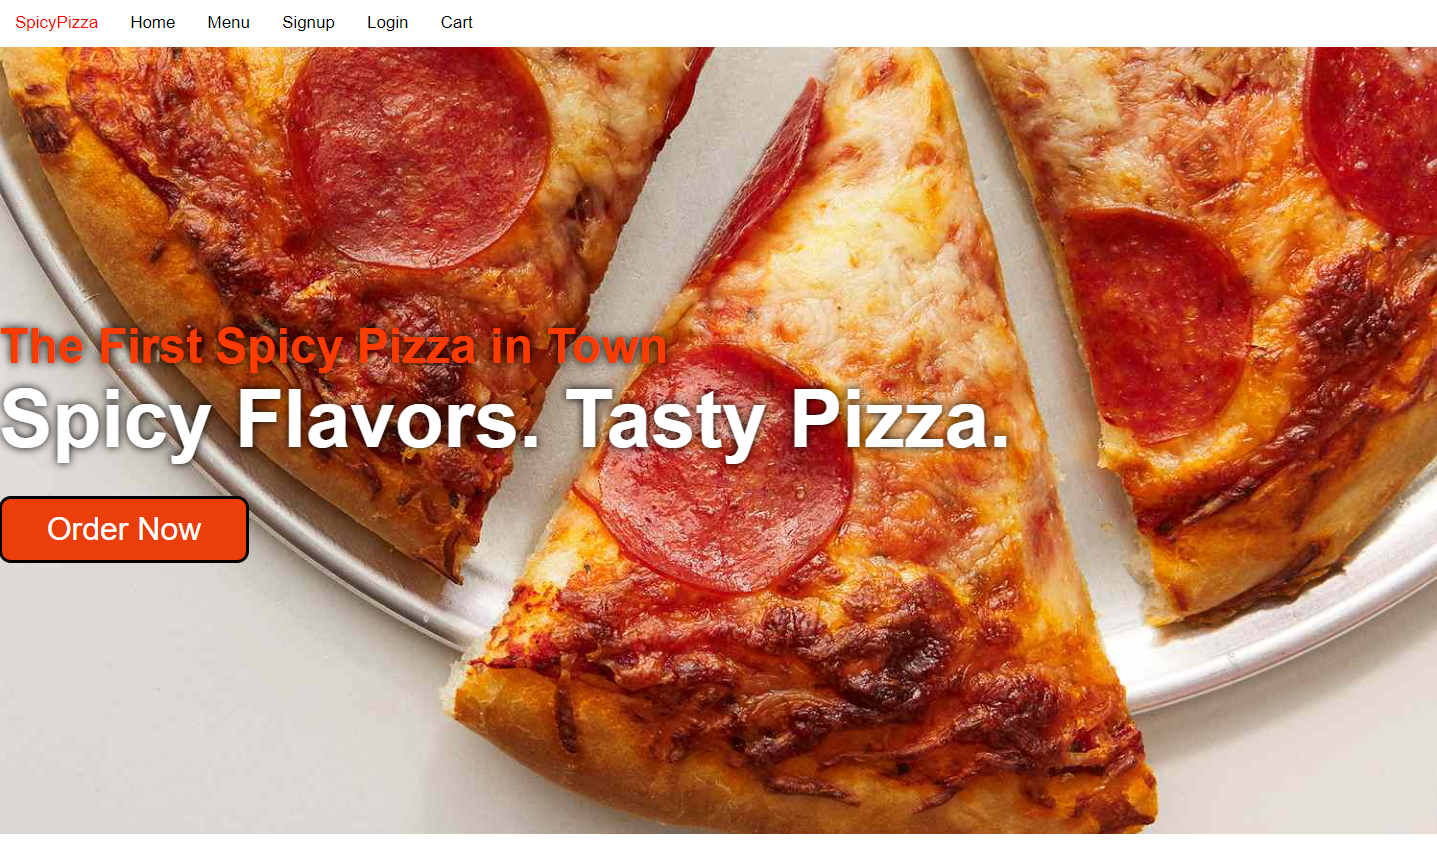 SpicyPizza Home Menu Signup Login Cart
The First Spicy Pizza in Town
Spicy Flavors. Tasty Pizza.
Order Now